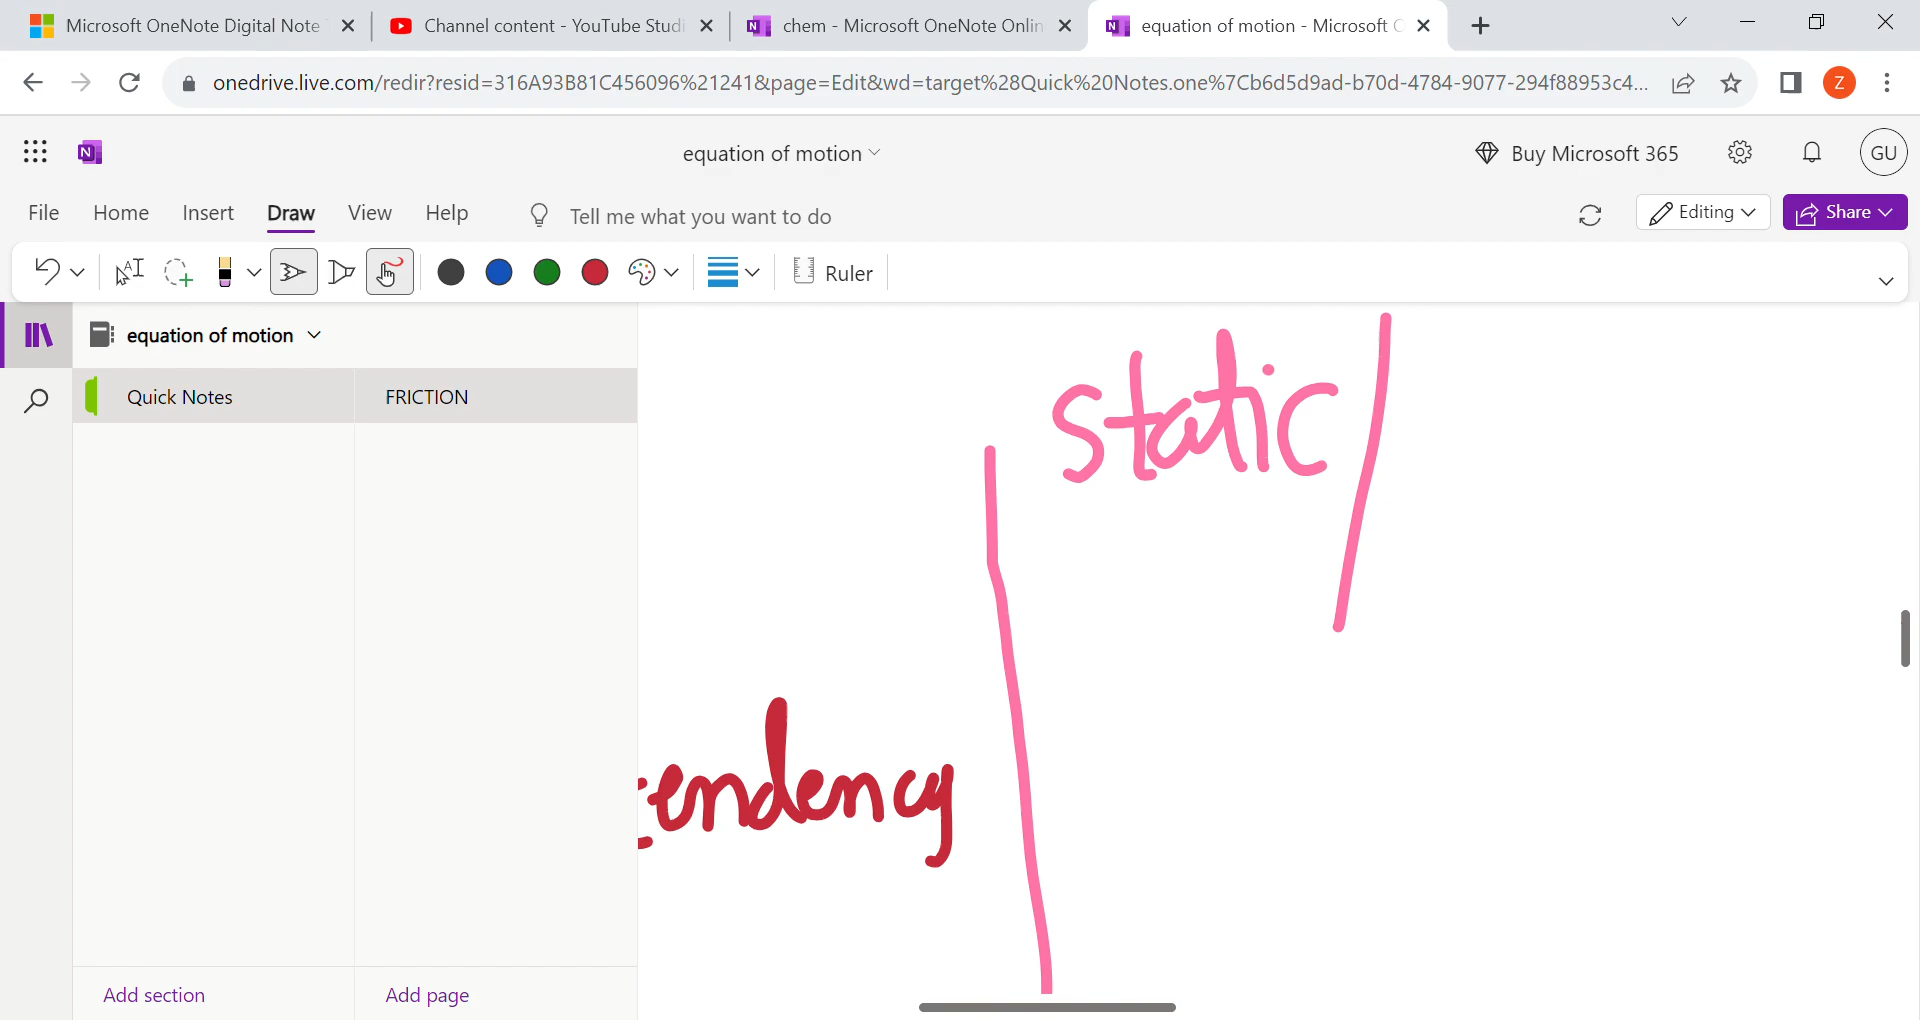 Microsoft OneNote Digital Note T
Channel content - YouTube Studi
chem - Microsoft OneNote Onlin
equation of motion - Microsoft O
onedrive.live.com/redir?resid=316A93B81C456096%21241&page=Edit&wd=target%28Quick%20Notes.one%7Cb6d5d9ad-b70d-4784-9077-294f88953c4...
Z
equation of motion
Buy Microsoft 365
GU
File Home Insert Draw View Help
Tell me what you want to do
Editing
Share
Ruler
equation of motion
Quick Notes
FRICTION
static
tendency
Add section
Add page